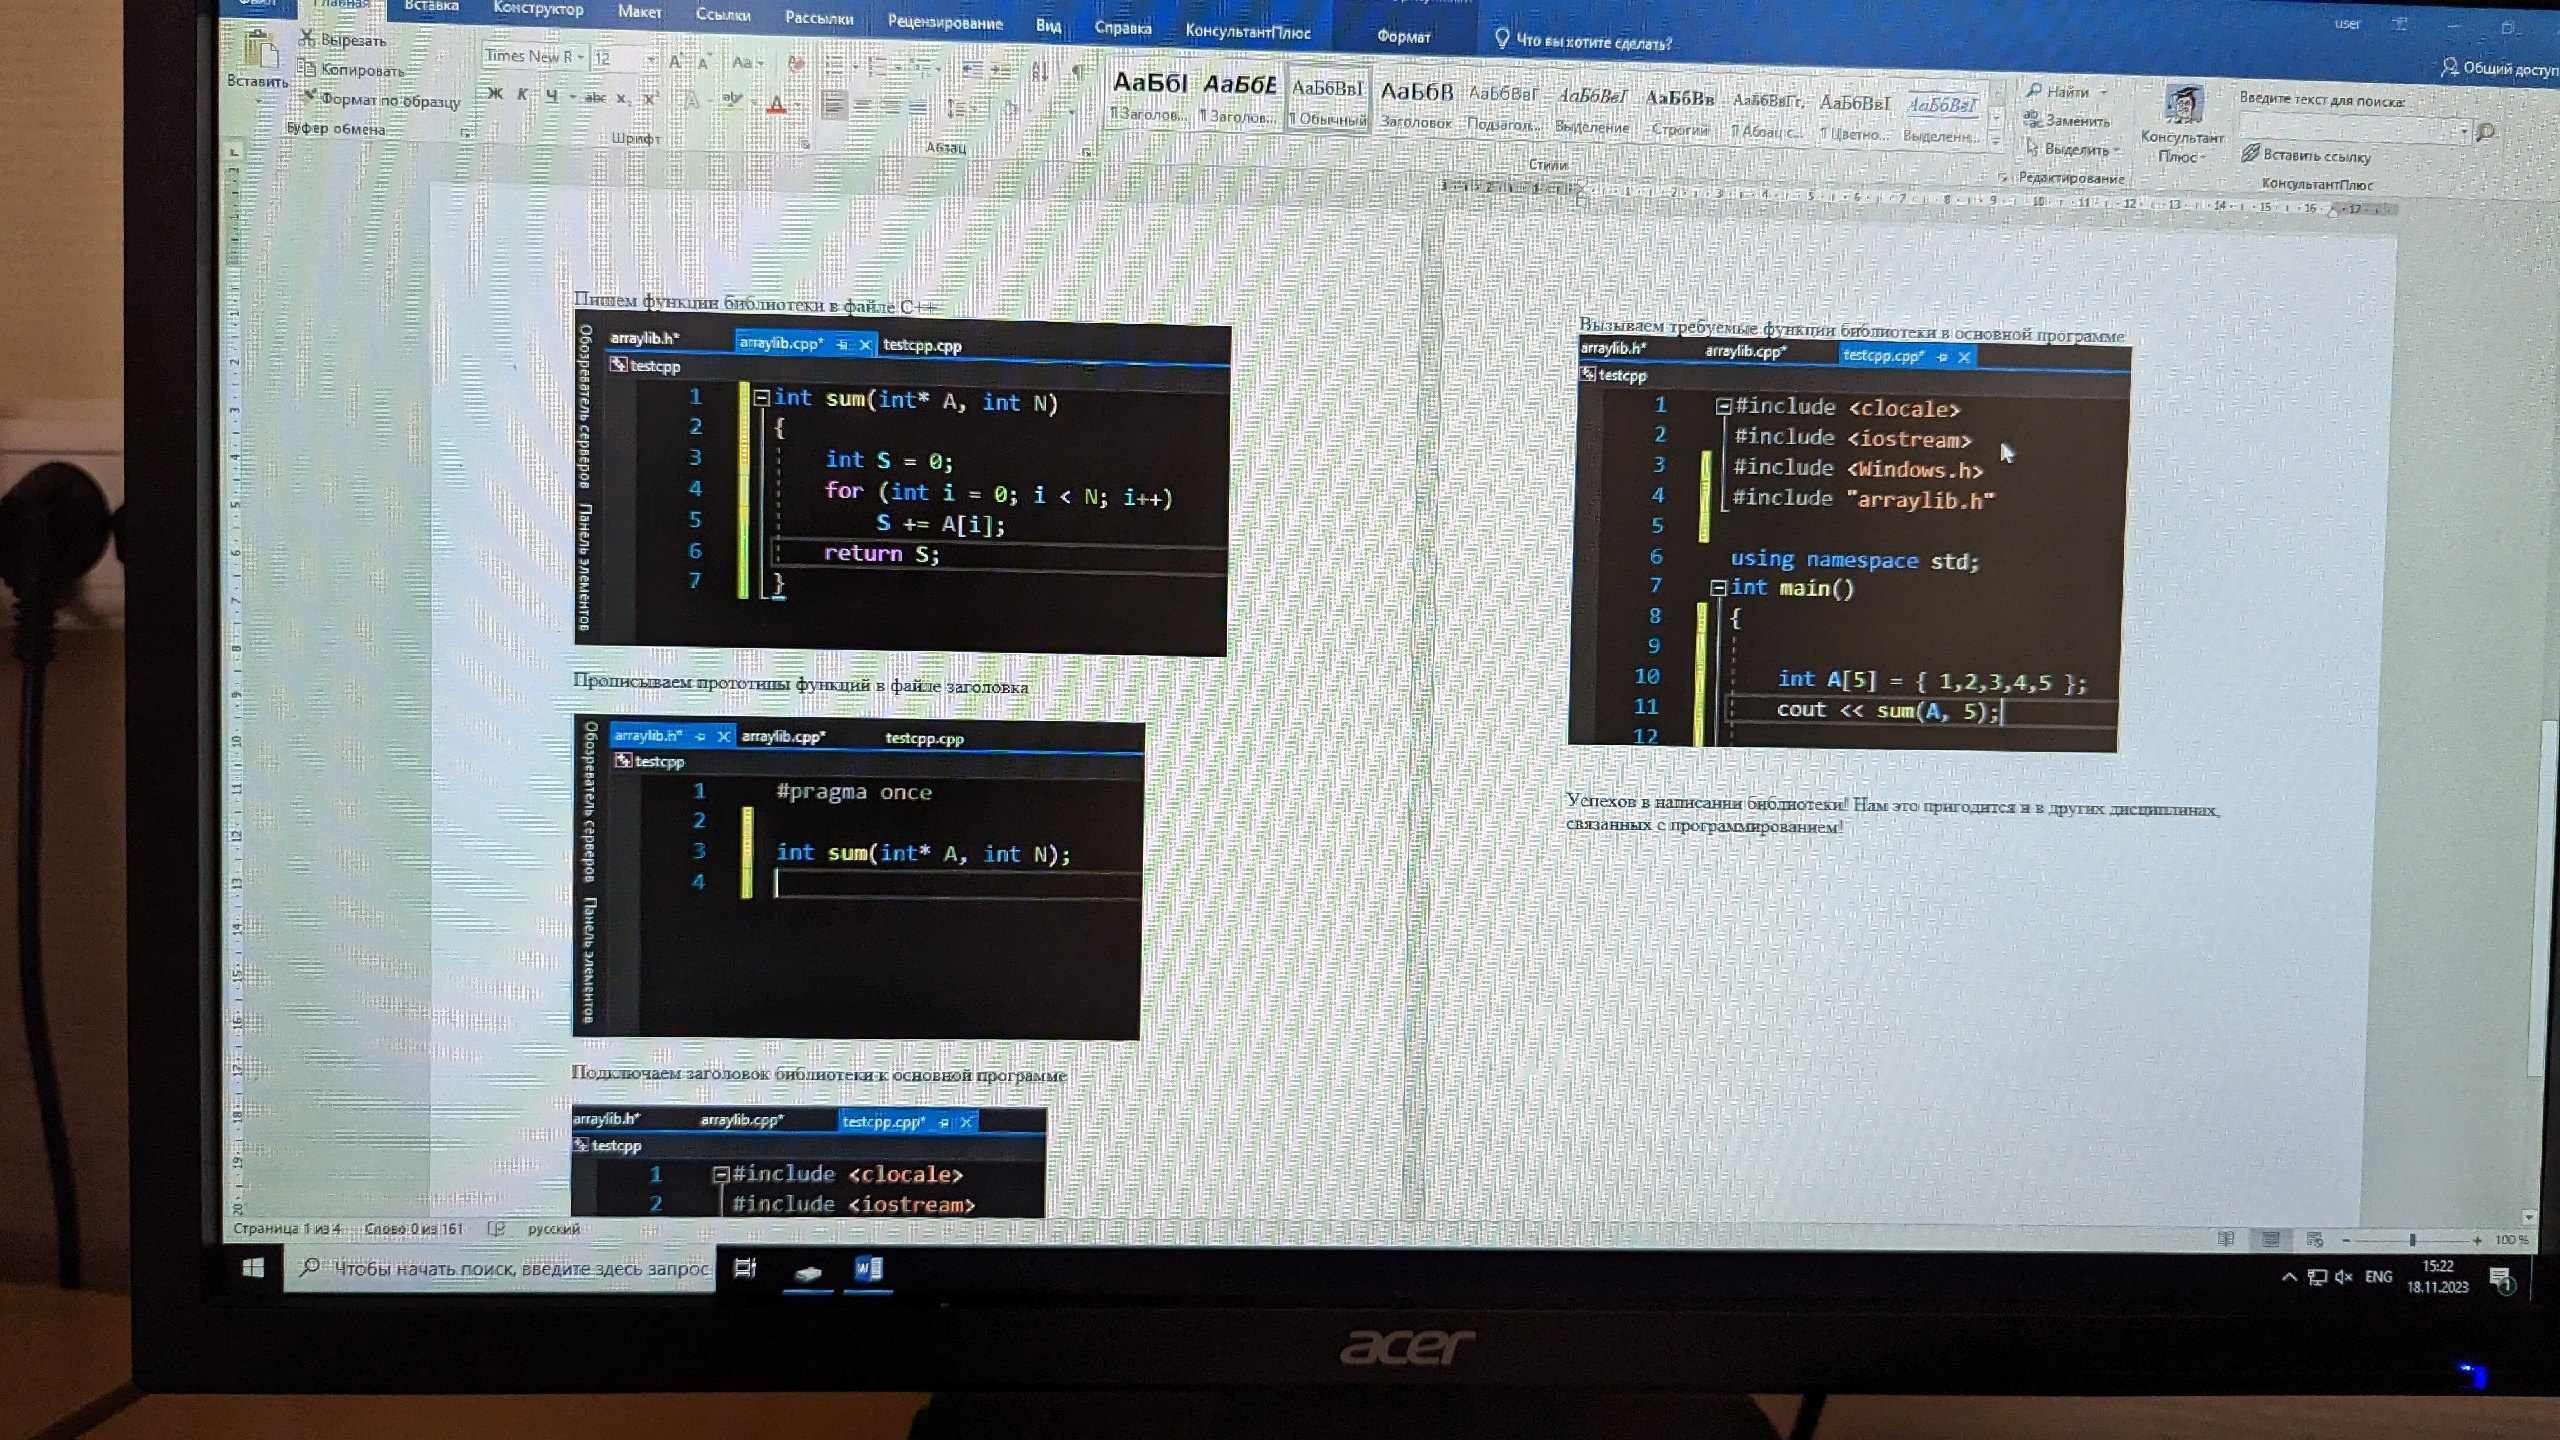 Вставка Конструктор Макет Ссылки Рассылки Рецензирование Вид Справка КонсультантПлюс Формат Что вы хотите сделать? user
Общий доступ
Вставить
Вырезать
Копировать
Формат по образцу
Буфер обмена
Times New R 12
Ж К Ч abc x₂ x²
Шрифт
Абзац
АаБбІ АаБбЕ АаБбВвІ АаБбВ АаБбВвГ АаБбВвГ АаБбВв АаБбВвГг, АаБбВвІ АаБбВвГ
¶ Заголов... ¶ Заголов... ¶ Обычный Заголовок Подзагол... Выделение Строгий ¶ Абзац с... ¶ Цветно... Выделенн...
Стили
Найти
Заменить
Выделить
Редактирование
Консультант
Плюс
Введите текст для поиска:
Вставить ссылку
КонсультантПлюс
Пишем функции библиотеки в файле C++
Обозреватель серверов Панель элементов
arraylib.h* arraylib.cpp* testcpp.cpp
testcpp
1 int sum(int* A, int N)
2 {
3 int S = 0;
4 for (int i = 0; i < N; i++)
5 S += A[i];
6 return S;
7 }
Прописываем прототипы функций в файле заголовка
Обозреватель серверов Панель элементов
arraylib.h* arraylib.cpp* testcpp.cpp
testcpp
1 #pragma once
2
3 int sum(int* A, int N);
4
Подключаем заголовок библиотеки к основной программе
arraylib.h* arraylib.cpp* testcpp.cpp*
testcpp
1 #include <clocale>
2 #include <iostream>
Вызываем требуемые функции библиотеки в основной программе
arraylib.h* arraylib.cpp* testcpp.cpp*
testcpp
1 #include <clocale>
2 #include <iostream>
3 #include <Windows.h>
4 #include "arraylib.h"
5
6 using namespace std;
7 int main()
8 {
9
10 int A[5] = { 1,2,3,4,5 };
11 cout << sum(A, 5);
12
Успехов в написании библиотеки! Нам это пригодится и в других дисциплинах,
связанных с программированием!
Страница 1 из 4 Слово 0 из 161 русский 100 %
Чтобы начать поиск, введите здесь запрос
ENG 15:22
18.11.2023
acer